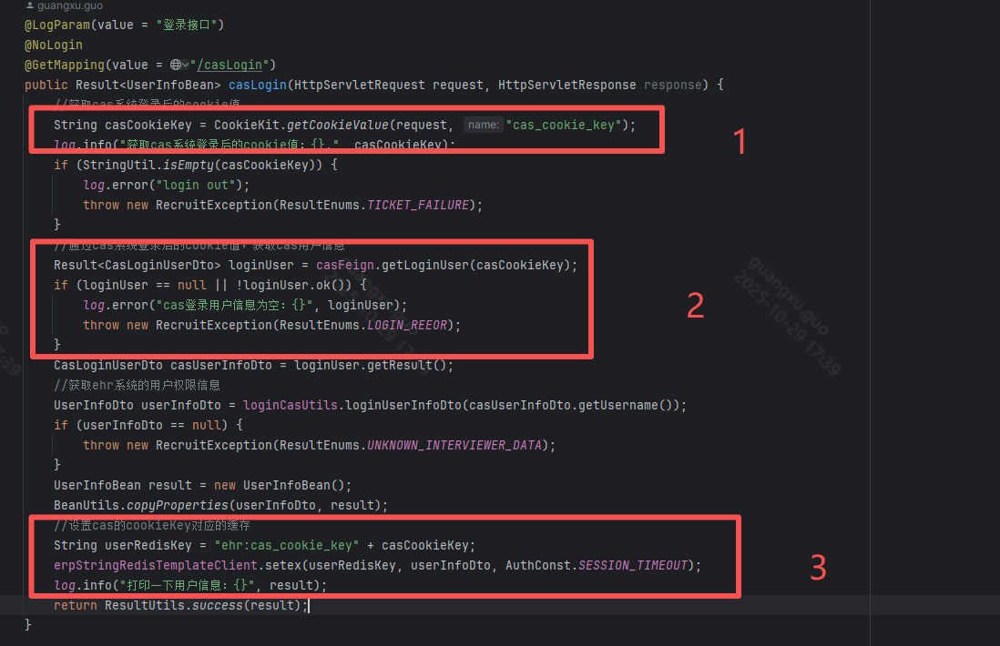 guangxu.guo
@LogParam(value = "登录接口")
@NoLogin
@GetMapping(value = "/casLogin")
public Result<UserInfoBean> casLogin(HttpServletRequest request, HttpServletResponse response) {
//获取cas系统登录后的cookie值
String casCookieKey = CookieKit.getCookieValue(request, name: "cas_cookie_key");
log.info("获取cas系统登录后的cookie值：{}." casCookieKey);
1
if (StringUtil.isEmpty(casCookieKey)) {
log.error("login out");
throw new RecruitException(ResultEnums.TICKET_FAILURE);
}
//通过cas系统登录后的cookie值，获取cas用户信息
Result<CasLoginUserDto> loginUser = casFeign.getLoginUser(casCookieKey);
if (loginUser == null || !loginUser.ok()) {
log.error("cas登录用户信息为空：{}", loginUser);
throw new RecruitException(ResultEnums.LOGIN_REEOR);
}
2
CasLoginUserDto casUserInfoDto = loginUser.getResult();
//获取ehr系统的用户权限信息
UserInfoDto userInfoDto = loginCasUtils.loginUserInfoDto(casUserInfoDto.getUsername());
if (userInfoDto == null) {
throw new RecruitException(ResultEnums.UNKNOWN_INTERVIEWER_DATA);
}
UserInfoBean result = new UserInfoBean();
BeanUtils.copyProperties(userInfoDto, result);
//设置cas的cookieKey对应的缓存
String userRedisKey = "ehr:cas_cookie_key" + casCookieKey;
erpStringRedisTemplateClient.setex(userRedisKey, userInfoDto, AuthConst.SESSION_TIMEOUT);
log.info("打印一下用户信息：{}", result);
3
return ResultUtils.success(result);
}
guangxu.guo
2025-10-29 17:39